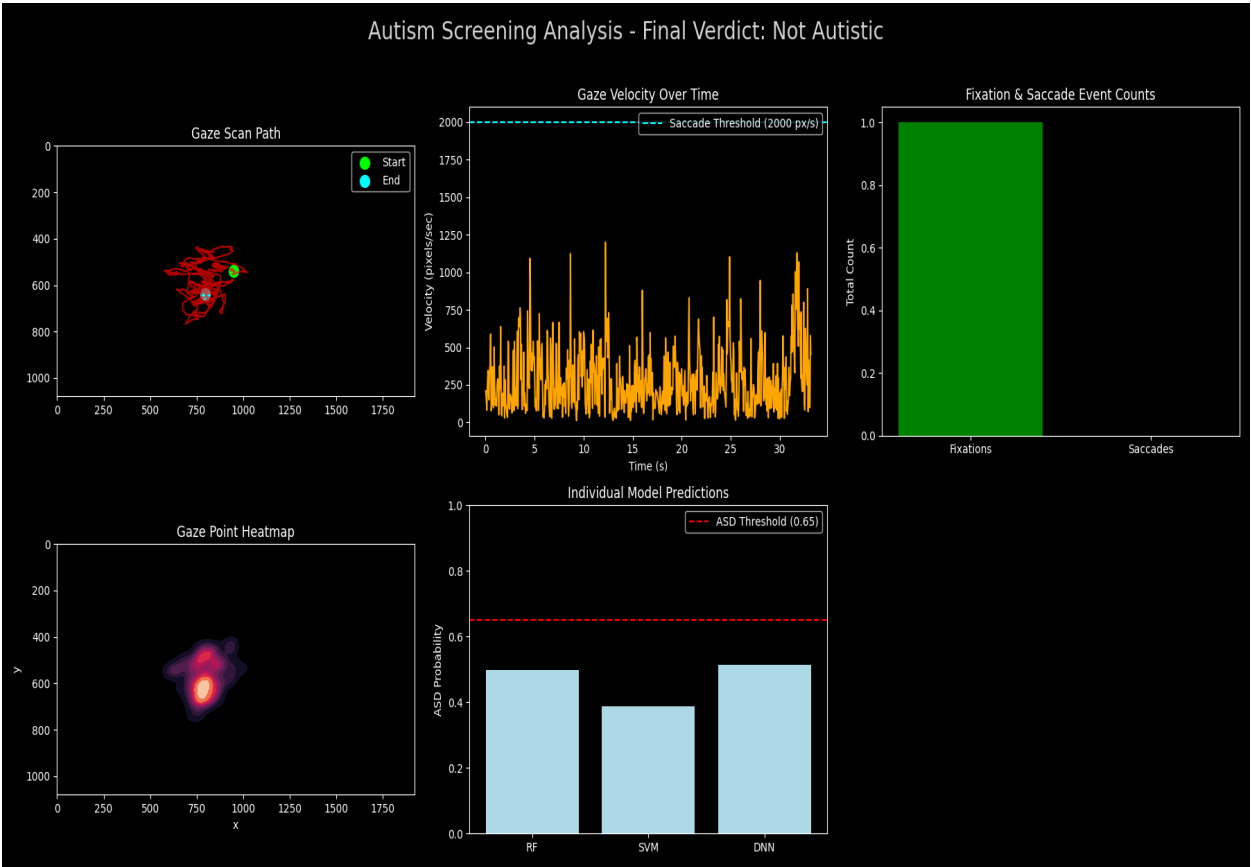 Autism Screening Analysis - Final Verdict: Not Autistic
Gaze Scan Path
0
200
400
600
800
1000
0 250 500 750 1000 1250 1500 1750
Start
End
Gaze Velocity Over Time
Velocity (pixels/sec)
2000
1750
1500
1250
1000
750
500
250
0
0 5 10 15 20 25 30
Time (s)
Saccade Threshold (2000 px/s)
Fixation & Saccade Event Counts
Total Count
1.0
0.8
0.6
0.4
0.2
0.0
Fixations Saccades
Gaze Point Heatmap
y
0
200
400
600
800
1000
0 250 500 750 1000 1250 1500 1750
x
Individual Model Predictions
ASD Probability
1.0
0.8
0.6
0.4
0.2
0.0
RF SVM DNN
ASD Threshold (0.65)